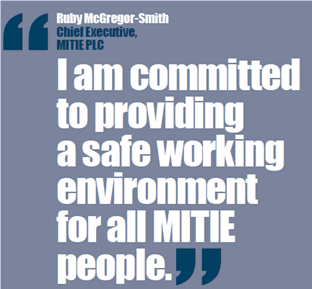 “ Ruby McGregor-Smith
Chief Executive,
MITIE PLC
I am committed
to providing
a safe working
environment
for all MITIE
people.”